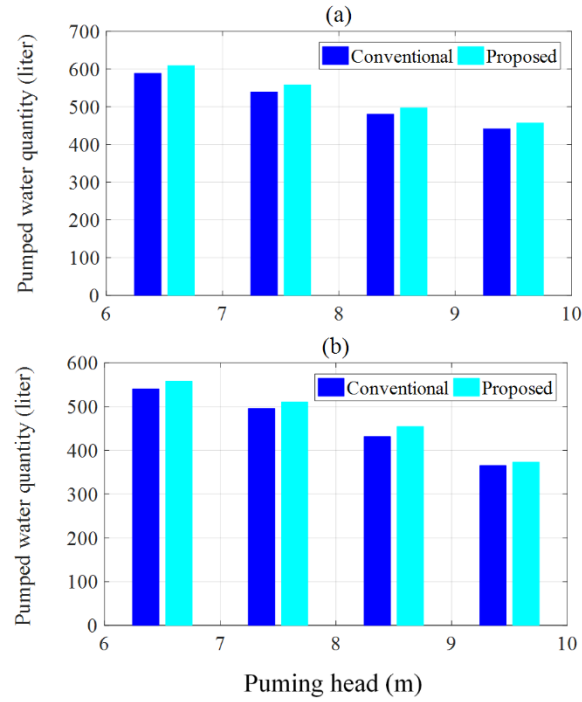 (a)
Pumped water quantity (liter)
700
600
500
400
300
200
100
0
Conventional Proposed
6 7 8 9 10
(b)
Pumped water quantity (liter)
600
500
400
300
200
100
0
Conventional Proposed
6 7 8 9 10
Puming head (m)